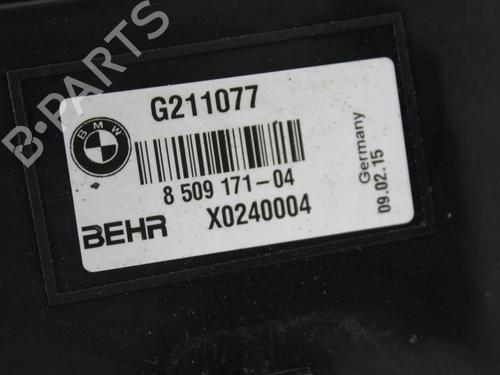 B-PARTS
G211077
BMW
8 509 171-04
BEHR
X0240004
Germany
09.02.15